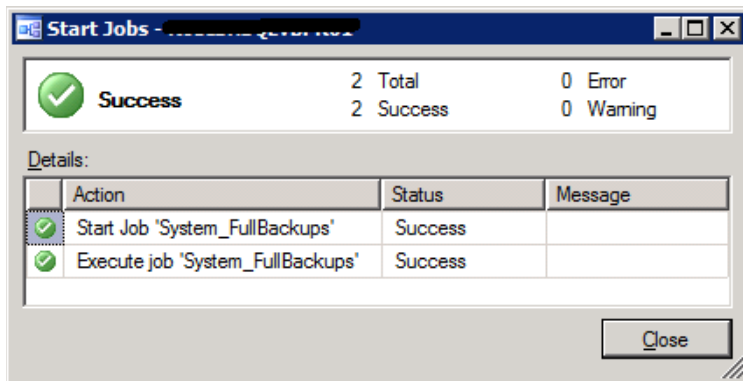 Start Jobs -
Success
2 Total
0 Error
2 Success
0 Warning
Details:
Action Status Message
Start Job 'System_FullBackups' Success
Execute job 'System_FullBackups' Success
Close